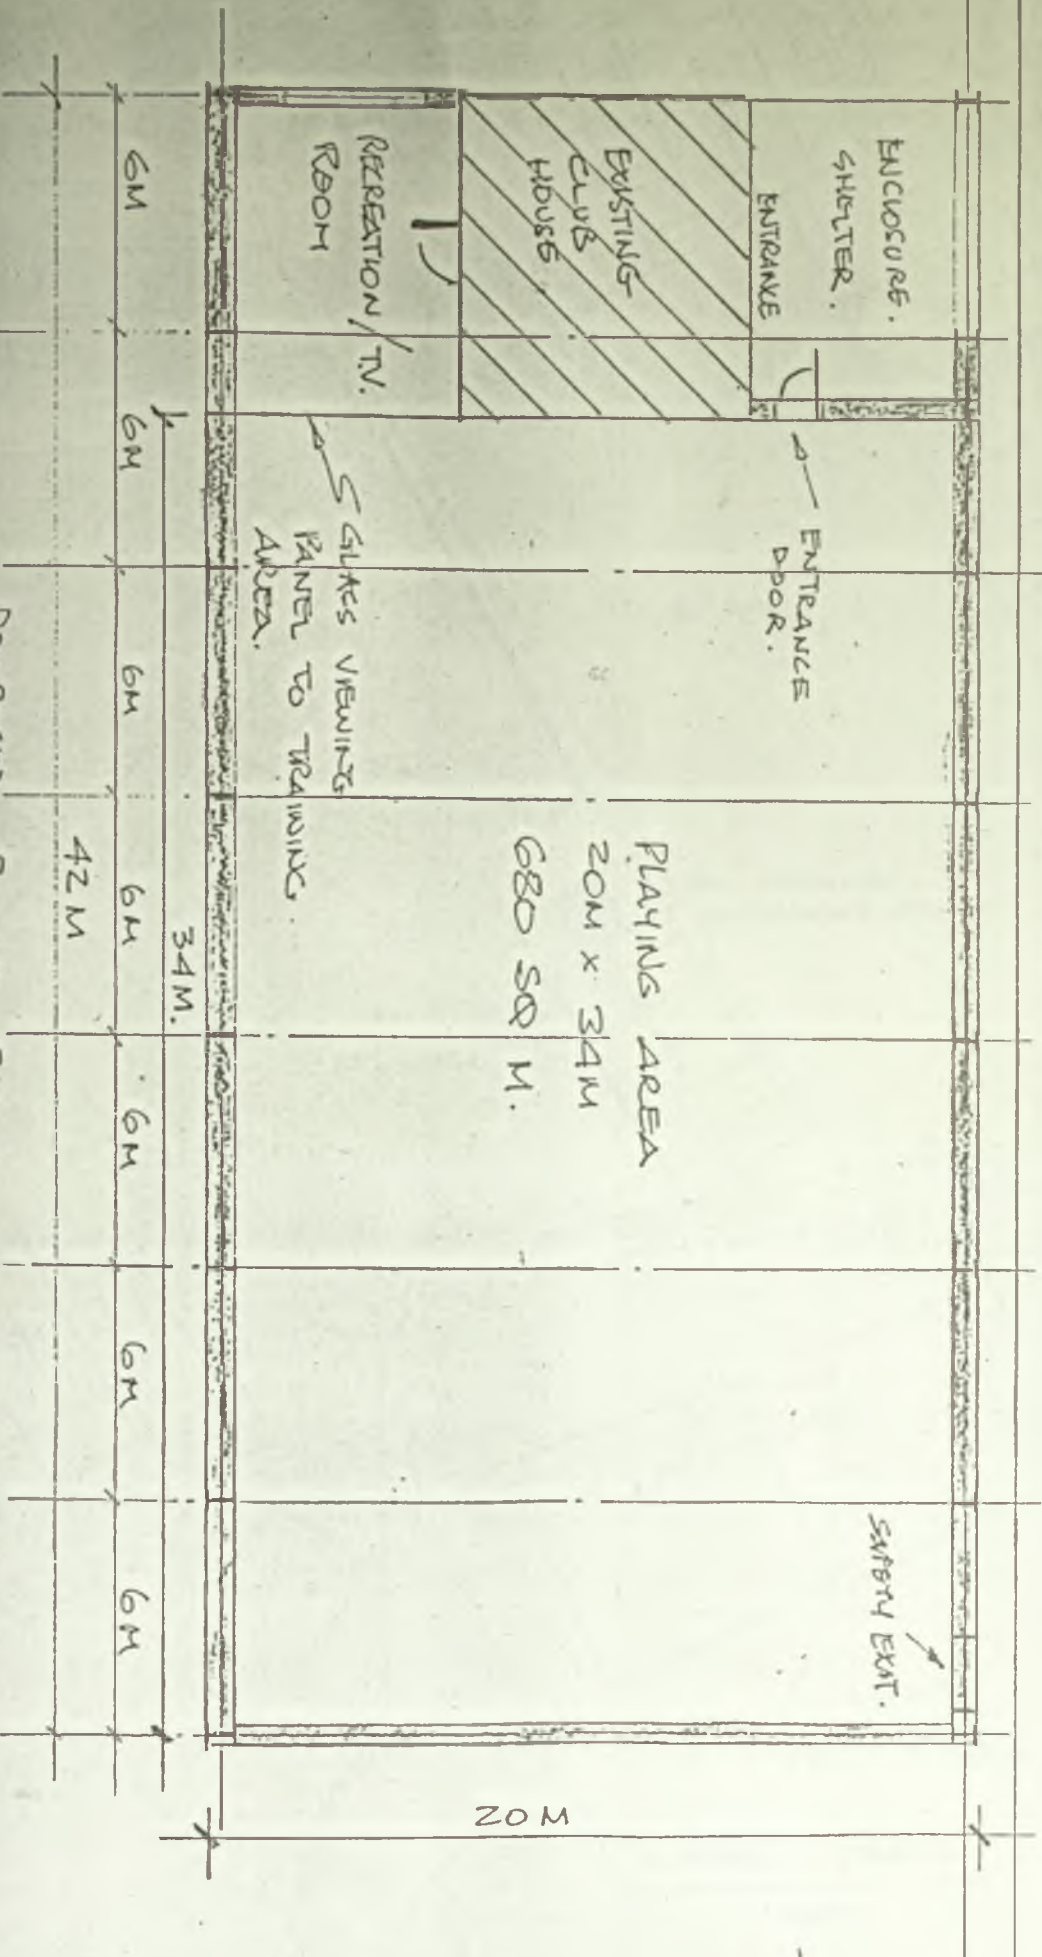 ENCLOSURE.
SHELTER.
ENTRANCE
EXISTING
CLUB
HOUSE
RECREATION/T.V.
ROOM
ENTRANCE
DOOR.
GLASS VIEWING
PANEL TO TRAINING
AREA.
PLAYING AREA
20M x 34M
680 SQ M.
SAFETY EXIT.
20M
34M.
6M
6M
6M
6M
6M
6M
6M
42M